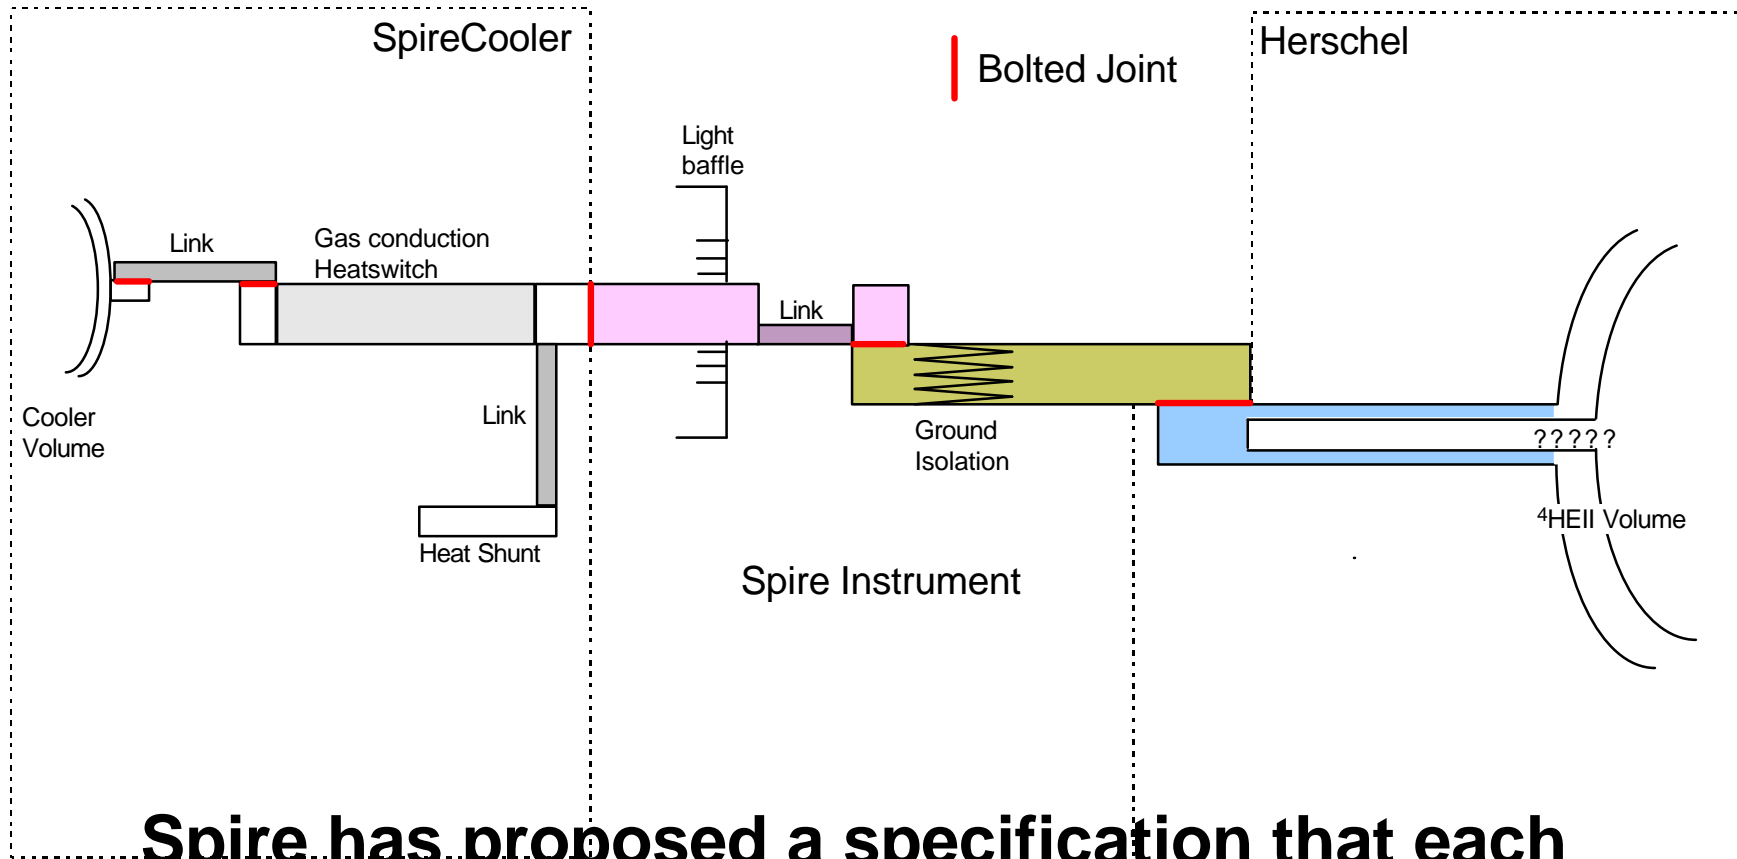 SpireCooler
Herschel
Bolted Joint
Light
baffle
Link
Gas conduction
Heatswitch
Link
Cooler
Volume
Link
Ground
Isolation
?????
Heat Shunt
⁴HEII Volume
Spire Instrument
Spire has proposed a specification that each